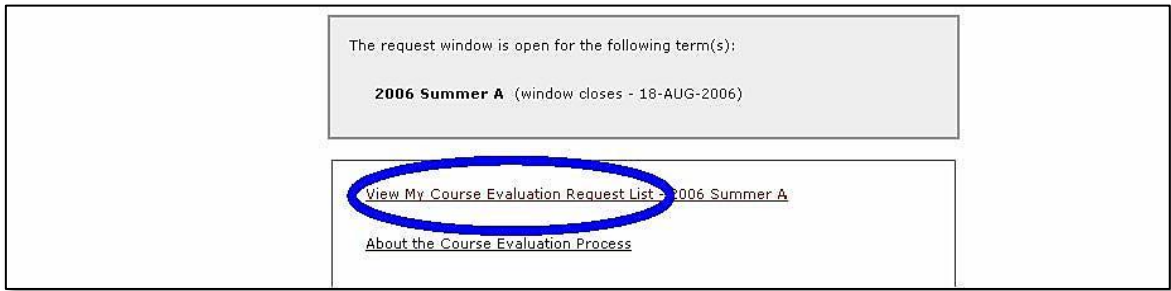 The request window is open for the following term(s):
2006 Summer A (window closes - 18-AUG-2006)
View My Course Evaluation Request List - 2006 Summer A
About the Course Evaluation Process